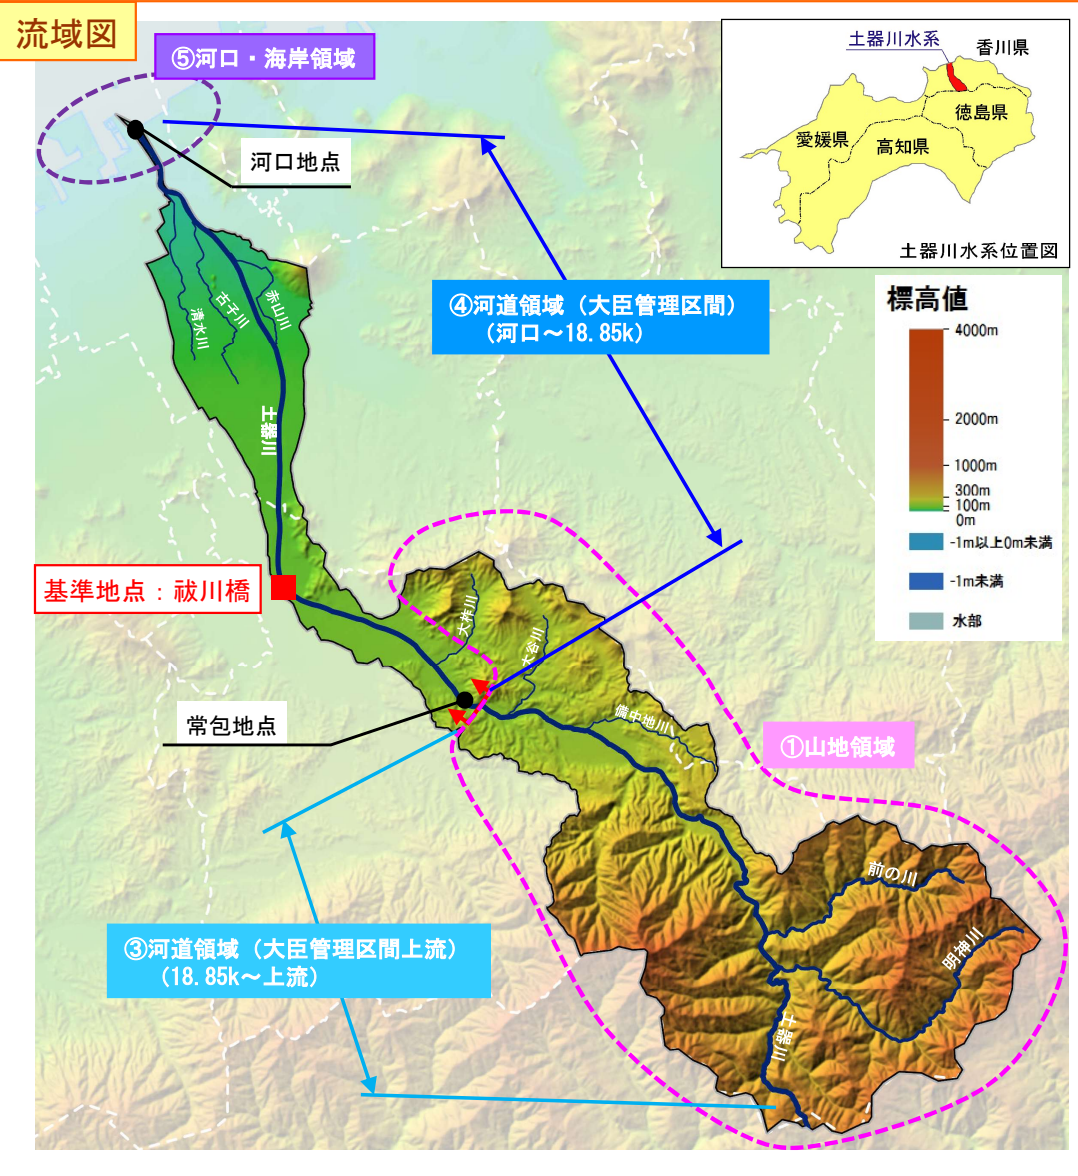 流域図
⑤河口・海岸領域
河口地点
土器川水系
香川県
徳島県
愛媛県
高知県
土器川水系位置図
④河道領域（大臣管理区間）
（河口～18.85k）
標高値
4000m
2000m
1000m
300m
100m
0m
-1m以上0m未満
-1m未満
水部
赤山川
古子川
清水川
土器川
基準地点：祓川橋
大柞川
大谷川
備中地川
常包地点
①山地領域
前の川
明神川
③河道領域（大臣管理区間上流）
（18.85k～上流）
土器川